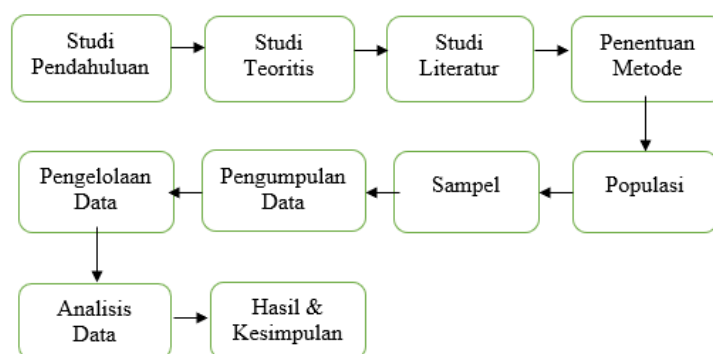 Studi
Pendahuluan
Studi
Teoritis
Studi
Literatur
Penentuan
Metode
Populasi
Sampel
Pengumpulan
Data
Pengelolaan
Data
Analisis
Data
Hasil &
Kesimpulan